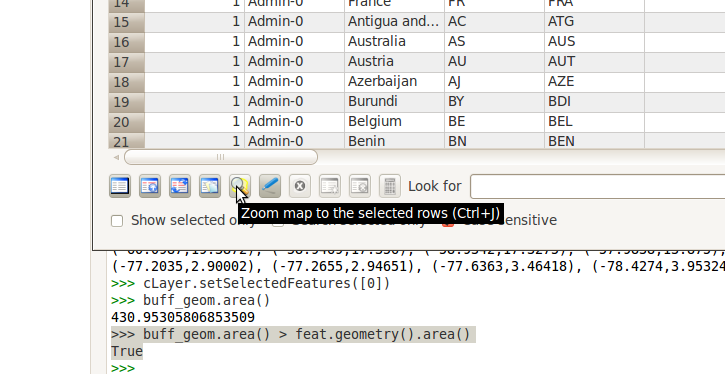 14 1 Admin-0 France FR FRA
15 1 Admin-0 Antigua and... AC ATG
16 1 Admin-0 Australia AS AUS
17 1 Admin-0 Austria AU AUT
18 1 Admin-0 Azerbaijan AJ AZE
19 1 Admin-0 Burundi BY BDI
20 1 Admin-0 Belgium BE BEL
21 1 Admin-0 Benin BN BEN
Look for
Zoom map to the selected rows (Ctrl+J)
Show selected only sensitive
(-77.2035,2.90002), (-77.2655,2.94651), (-77.6363,3.46418), (-78.4274,3.95324
>>> cLayer.setSelectedFeatures([0])
>>> buff_geom.area()
430.95305806853509
>>> buff_geom.area() > feat.geometry().area()
True
>>>